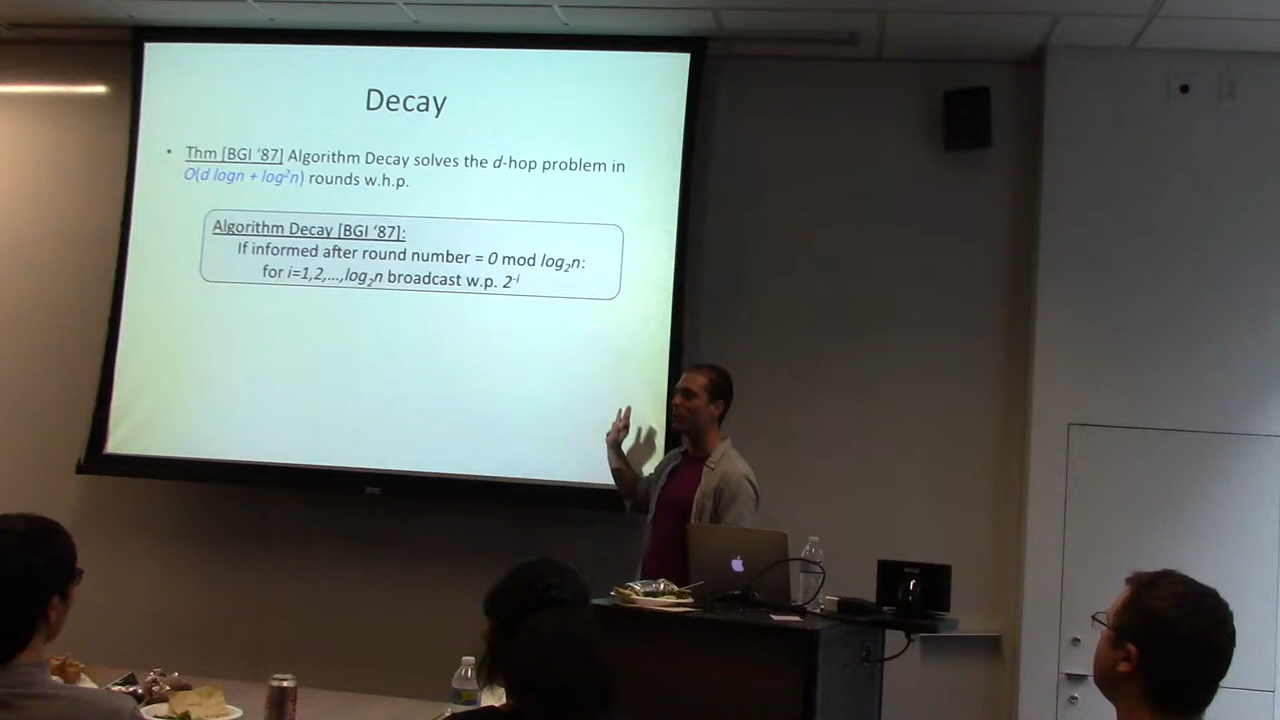 Decay
• Thm [BGI ‘87] Algorithm Decay solves the d-hop problem in
O(d logn + log²n) rounds w.h.p.
Algorithm Decay [BGI ‘87]:
If informed after round number = 0 mod log₂n:
for i=1,2,...,log₂n broadcast w.p. 2⁻ⁱ